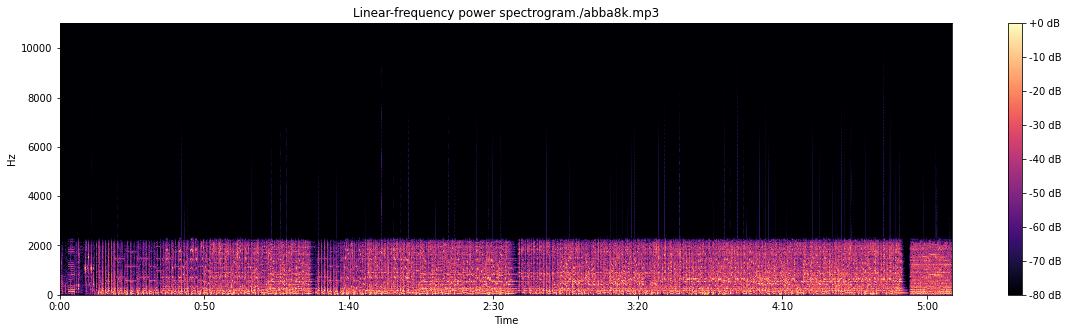 Linear-frequency power spectrogram./abba8k.mp3
Hz
10000
8000
6000
4000
2000
0
0:00 0:50 1:40 2:30 3:20 4:10 5:00
Time
+0 dB
-10 dB
-20 dB
-30 dB
-40 dB
-50 dB
-60 dB
-70 dB
-80 dB